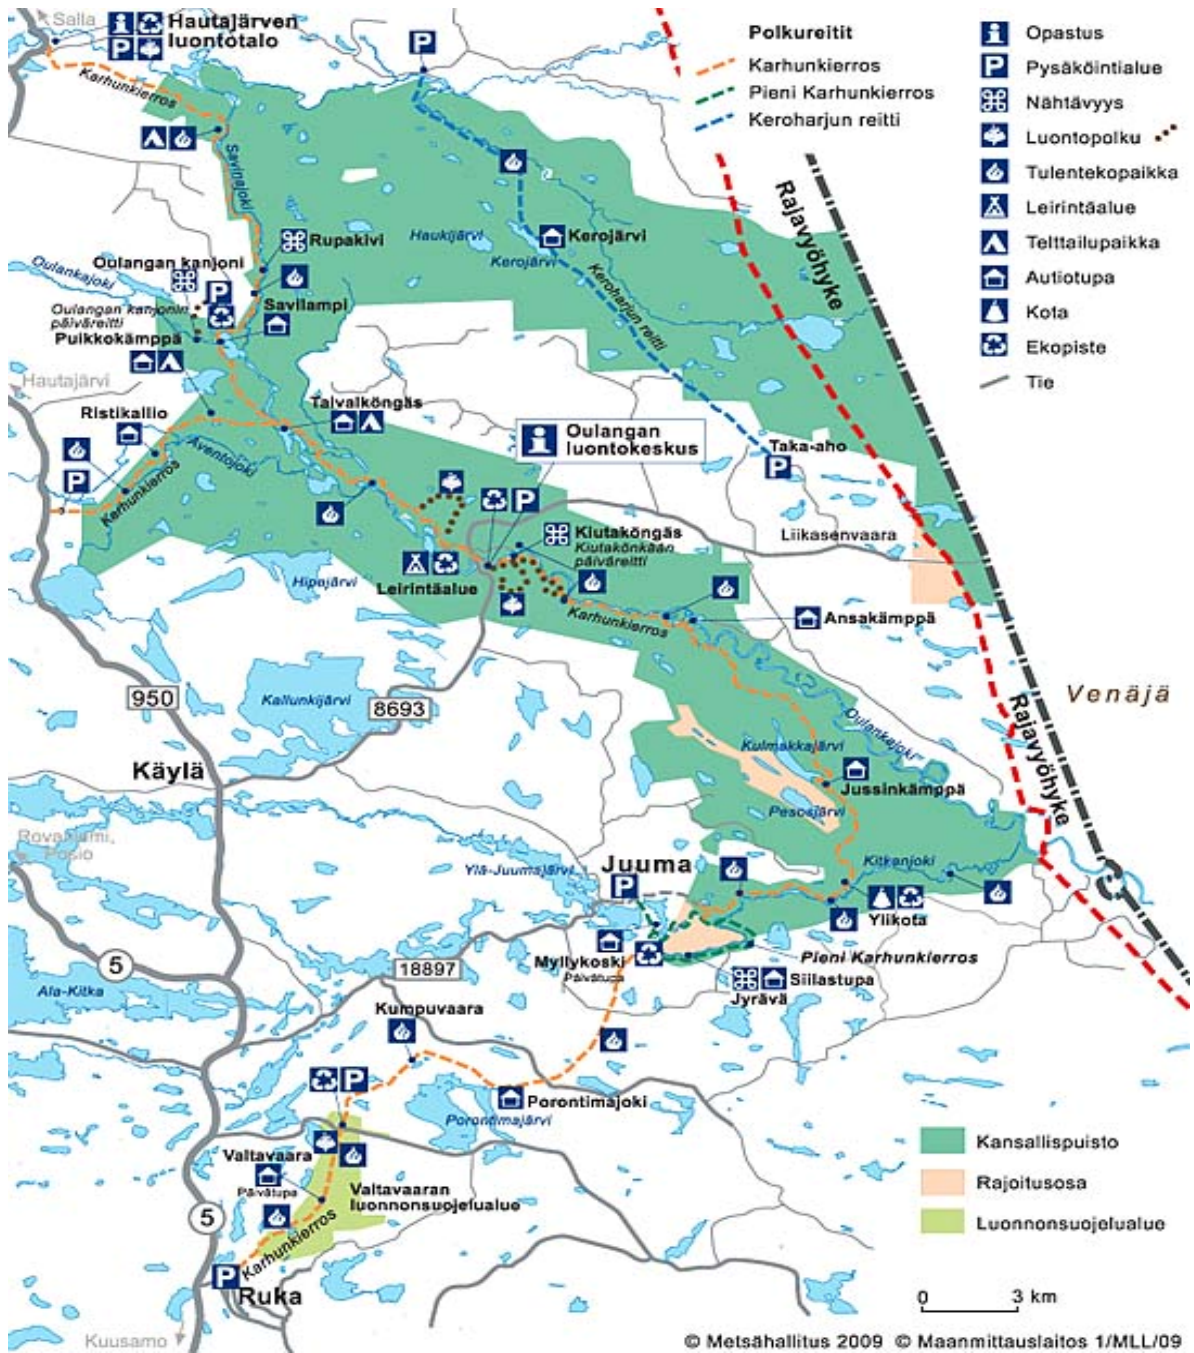 Salla
Hautajärven
luontotalo
Karhunkierros
Savinajoki
Rupakivi
Haukijärvi
Kerojärvi
Kerojärvi
Keroharjun reitti
Oulankajoki
Oulangan kanjoni
Oulangan kanjonin
päiväreitti
Savilampi
Puikkokämppä
Hautajärvi
Ristikallio
Taivalköngäs
Aventojoki
Karhunkierros
Oulangan
luontokeskus
Taka-aho
Liikasenvaara
Kiutaköngäs
Kiutakönkään
päiväreitti
Leirintäalue
Hipajärvi
Karhunkierros
Ansakämppä
950
8693
Kallunkijärvi
Käylä
Oulankajoki
Kulmakkajärvi
Jussinkämppä
Pesosjärvi
Rovaniemi,
Posio
Ylä-Juumajärvi
Juuma
Kitkanjoki
Ylikota
Myllykoski
Päivätupa
Pieni Karhunkierros
Siilastupa
Jyrävä
5
18897
Ala-Kitka
Kumpuvaara
Porontimajoki
Porontimajärvi
Valtavaara
Päivätupa
Valtavaaran
luonnonsuojelualue
5
Karhunkierros
Ruka
Kuusamo
Rajavyöhyke
Rajavyöhyke
Venäjä
Polkureitit
Karhunkierros
Pieni Karhunkierros
Keroharjun reitti
Opastus
Pysäköintialue
Nähtävyys
Luontopolku
Tulentekopaikka
Leirintäalue
Telttailupaikka
Autiotupa
Kota
Ekopiste
Tie
Kansallispuisto
Rajoitusosa
Luonnonsuojelualue
0 3 km
© Metsähallitus 2009 © Maanmittauslaitos 1/MLL/09